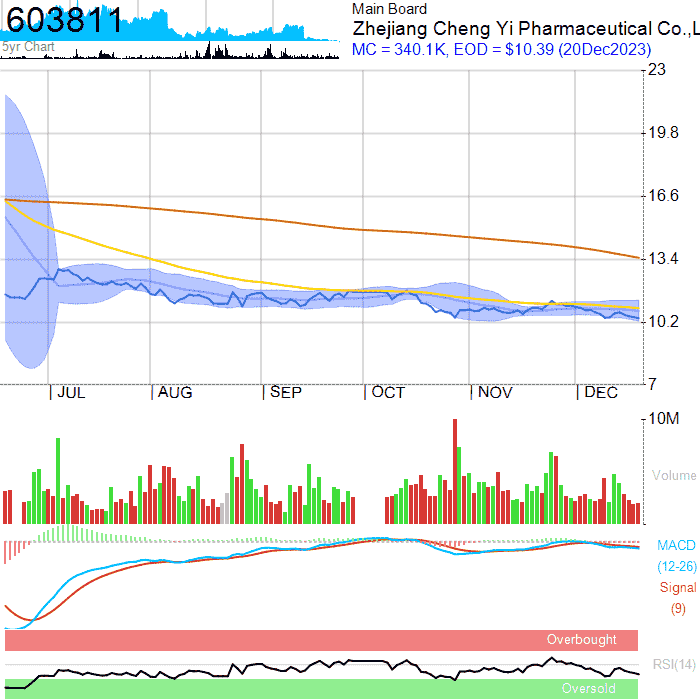 603811
5yr Chart
Main Board
Zhejiang Cheng Yi Pharmaceutical Co.,L
MC = 340.1K, EOD = $10.39 (20Dec2023)
23
19.8
16.6
13.4
10.2
7
JUL AUG SEP OCT NOV DEC
10M
Volume
MACD
(12-26)
Signal
(9)
Overbought
RSI(14)
Oversold